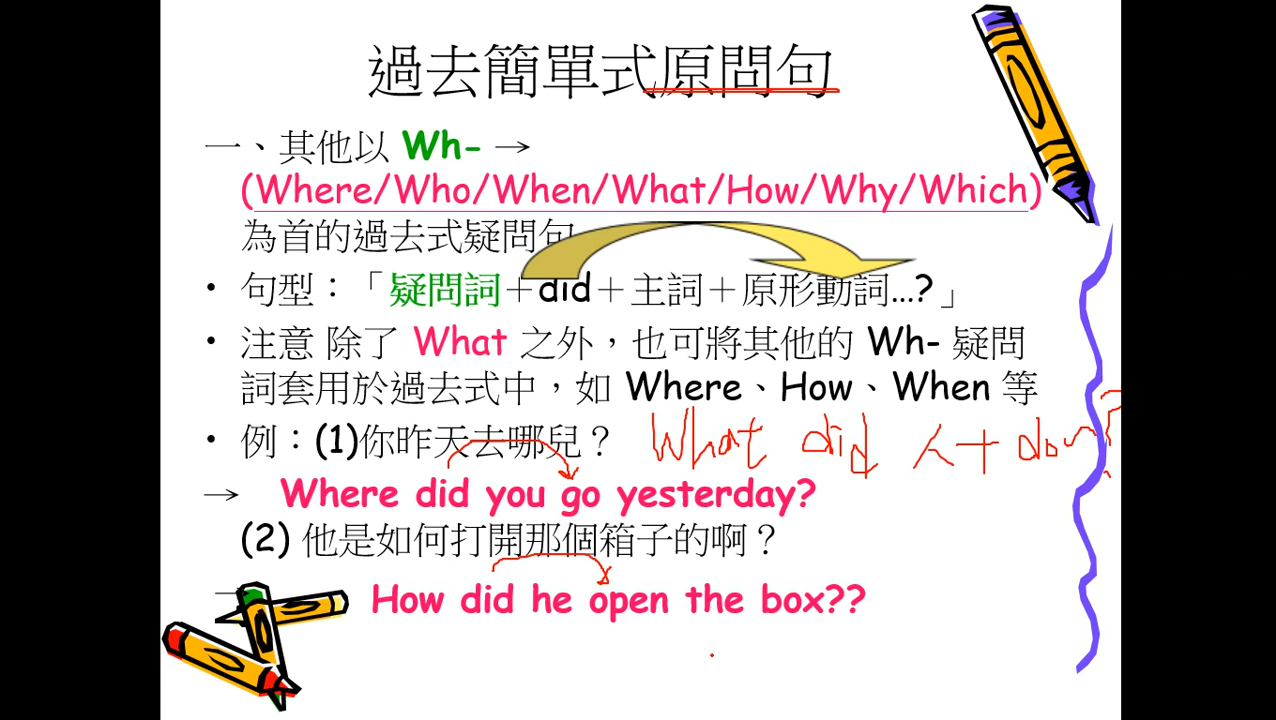 過去簡單式原問句
一、其他以 Wh- →
(Where/Who/When/What/How/Why/Which)
為首的過去式疑問句
• 句型：「疑問詞＋did＋主詞＋原形動詞…?」
• 注意 除了 What 之外，也可將其他的 Wh- 疑問
詞套用於過去式中，如 Where、How、When 等
• 例：(1)你昨天去哪兒？
What did 人+ do
→ Where did you go yesterday?
(2) 他是如何打開那個箱子的啊？
How did he open the box??